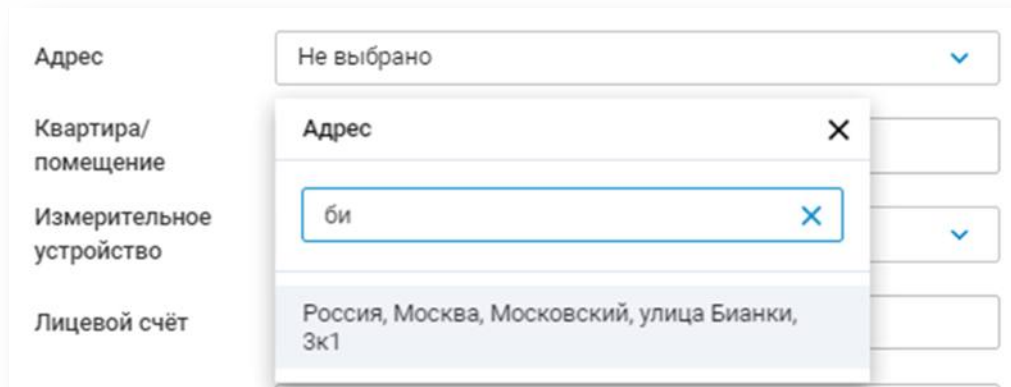 Адрес
Не выбрано
Квартира/
помещение
Адрес
би
Измерительное
устройство
Россия, Москва, Московский, улица Бианки,
3к1
Лицевой счёт